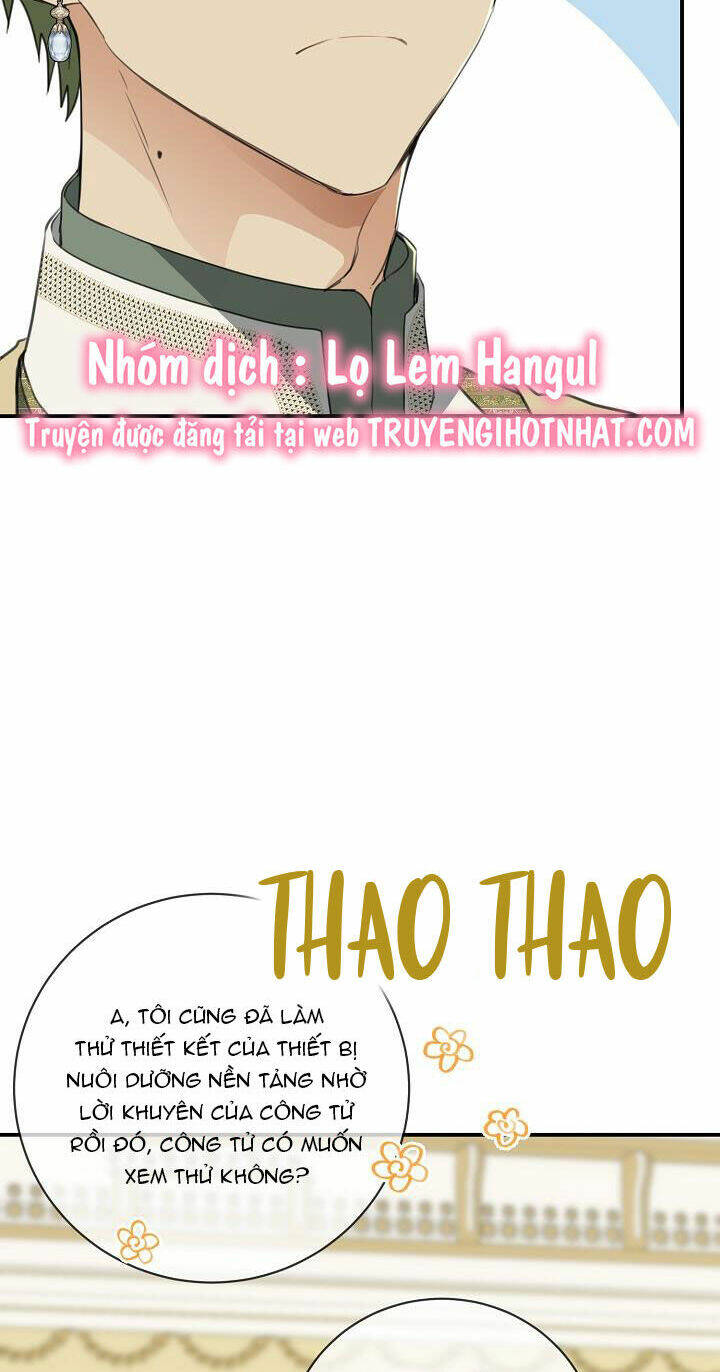 Nhóm dịch : Lọ Lem Hangul
Truyện được đăng tải tại web TRUYENGIHOTNHAT.COM
THAO THAO
A, TÔI CŨNG ĐÃ LÀM
THỬ THIẾT KẾT CỦA THIẾT BỊ
NUÔI DƯỠNG NỀN TẢNG NHỜ
LỜI KHUYÊN CỦA CÔNG TỬ
RỒI ĐÓ, CÔNG TỬ CÓ MUỐN
XEM THỬ KHÔNG?